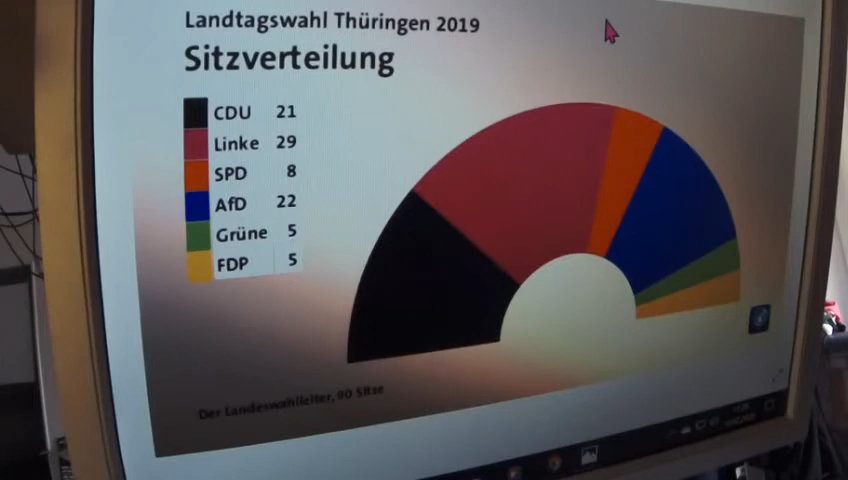 Landtagswahl Thüringen 2019
Sitzverteilung
CDU 21
Linke 29
SPD 8
AfD 22
Grüne 5
FDP 5
Der Landeswahlleiter, 90 Sitze